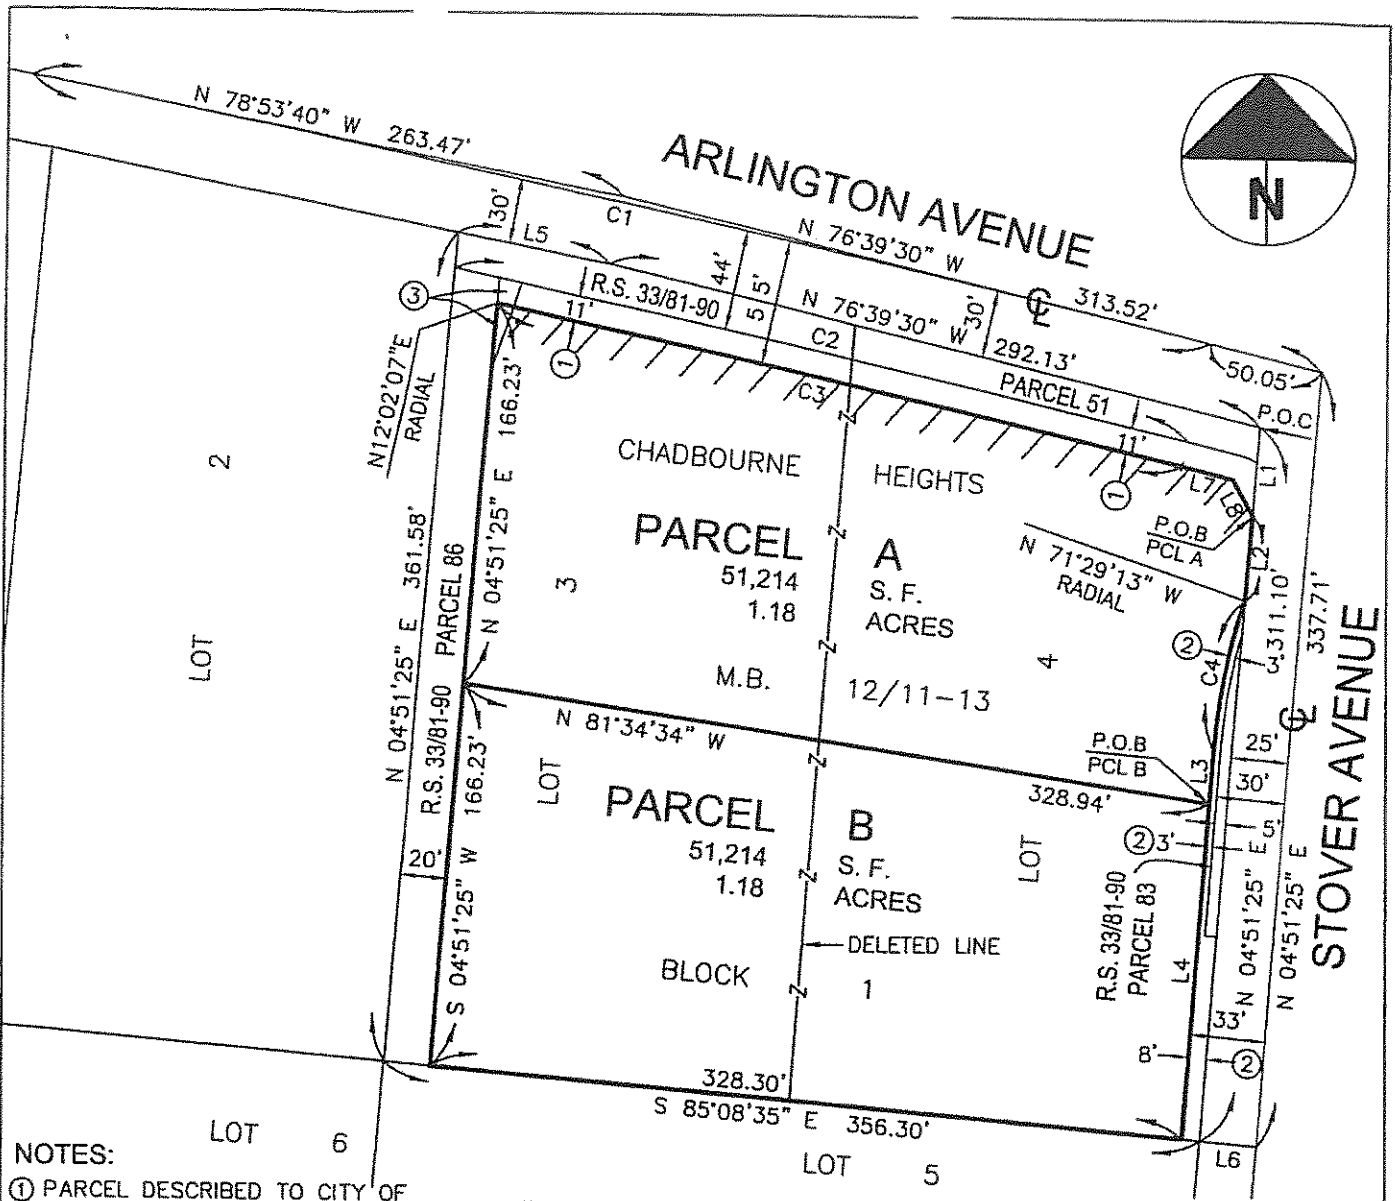 N 78°53'40" W 263.47'
ARLINGTON AVENUE
N
30'
C1
L5
N 76°39'30" W
44'
5.5'
30'
℄
313.52'
R.S. 33/81-90
N 76°39'30" W
292.13'
50.05'
③
11'
①
C2
C3
PARCEL 51
P.O.C
N12°02'07"E
RADIAL
11'
①
L7
L8
L1
CHADBOURNE HEIGHTS
P.O.B
PCL A
L2
N 71°29'13" W
RADIAL
2
LOT
N 04°51'25" E 361.58'
R.S. 33/81-90 PARCEL 86
N 04°51'25" E 166.23'
PARCEL A
51,214 S. F.
1.18 ACRES
3
4
M.B. 12/11-13
②
C4
3'
311.10'
337.71'
℄
STOVER AVENUE
N 81°34'34" W
328.94'
P.O.B
PCL B
L3
25'
30'
5'
②3'
20'
S 04°51'25" W 166.23'
LOT
PARCEL B
51,214 S. F.
1.18 ACRES
LOT
R.S. 33/81-90
PARCEL 83
N 04°51'25" E
N 04°51'25" E
DELETED LINE
BLOCK 1
L4
33'
8'
②
328.30'
S 85°08'35" E 356.30'
L6
LOT 6
LOT 5
NOTES:
① PARCEL DESCRIBED TO CITY OF